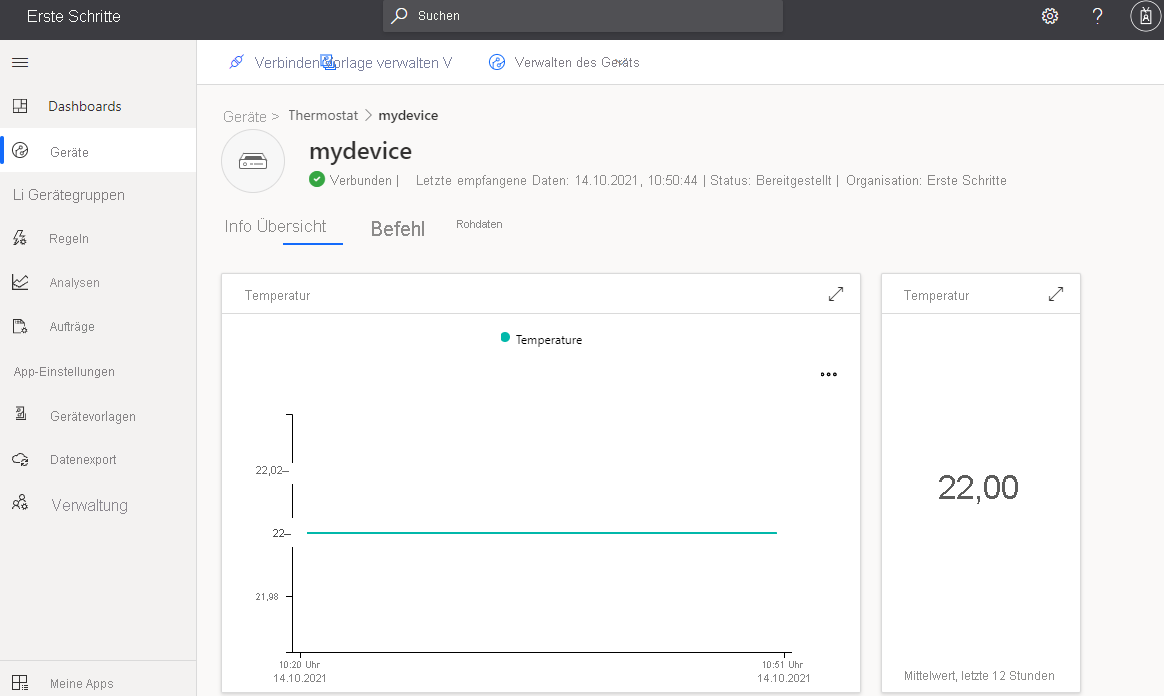 Erste Schritte
Suchen
?
Verbinden
Vorlage verwalten V
Verwalten des Geräts
Dashboards
Geräte
Li Gerätegruppen
Regeln
Analysen
Aufträge
App-Einstellungen
Gerätevorlagen
Datenexport
Verwaltung
Meine Apps
Geräte > Thermostat > mydevice
mydevice
Verbunden | Letzte empfangene Daten: 14.10.2021, 10:50:44 | Status: Bereitgestellt | Organisation: Erste Schritte
Info Übersicht
Befehl
Rohdaten
Temperatur
Temperature
22,02
22
21,98
10:20 Uhr
14.10.2021
10:51 Uhr
14.10.2021
Temperatur
22,00
Mittelwert, letzte 12 Stunden